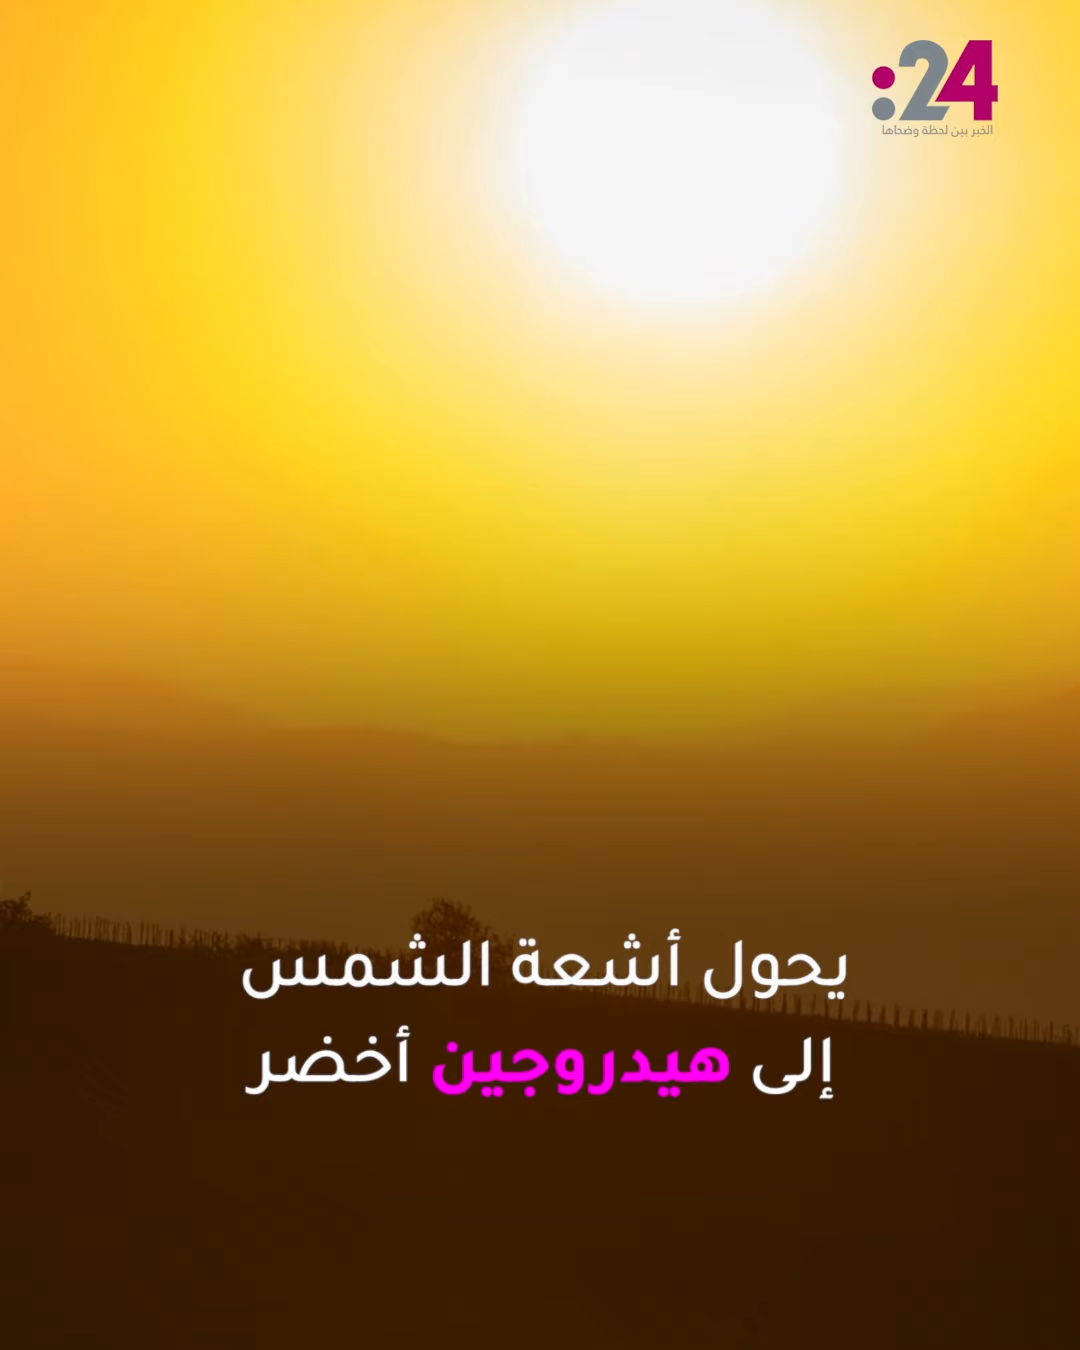 :24
الخبر بين لحظة وضحاها
يحول أشعة الشمس
إلى هيدروجين أخضر